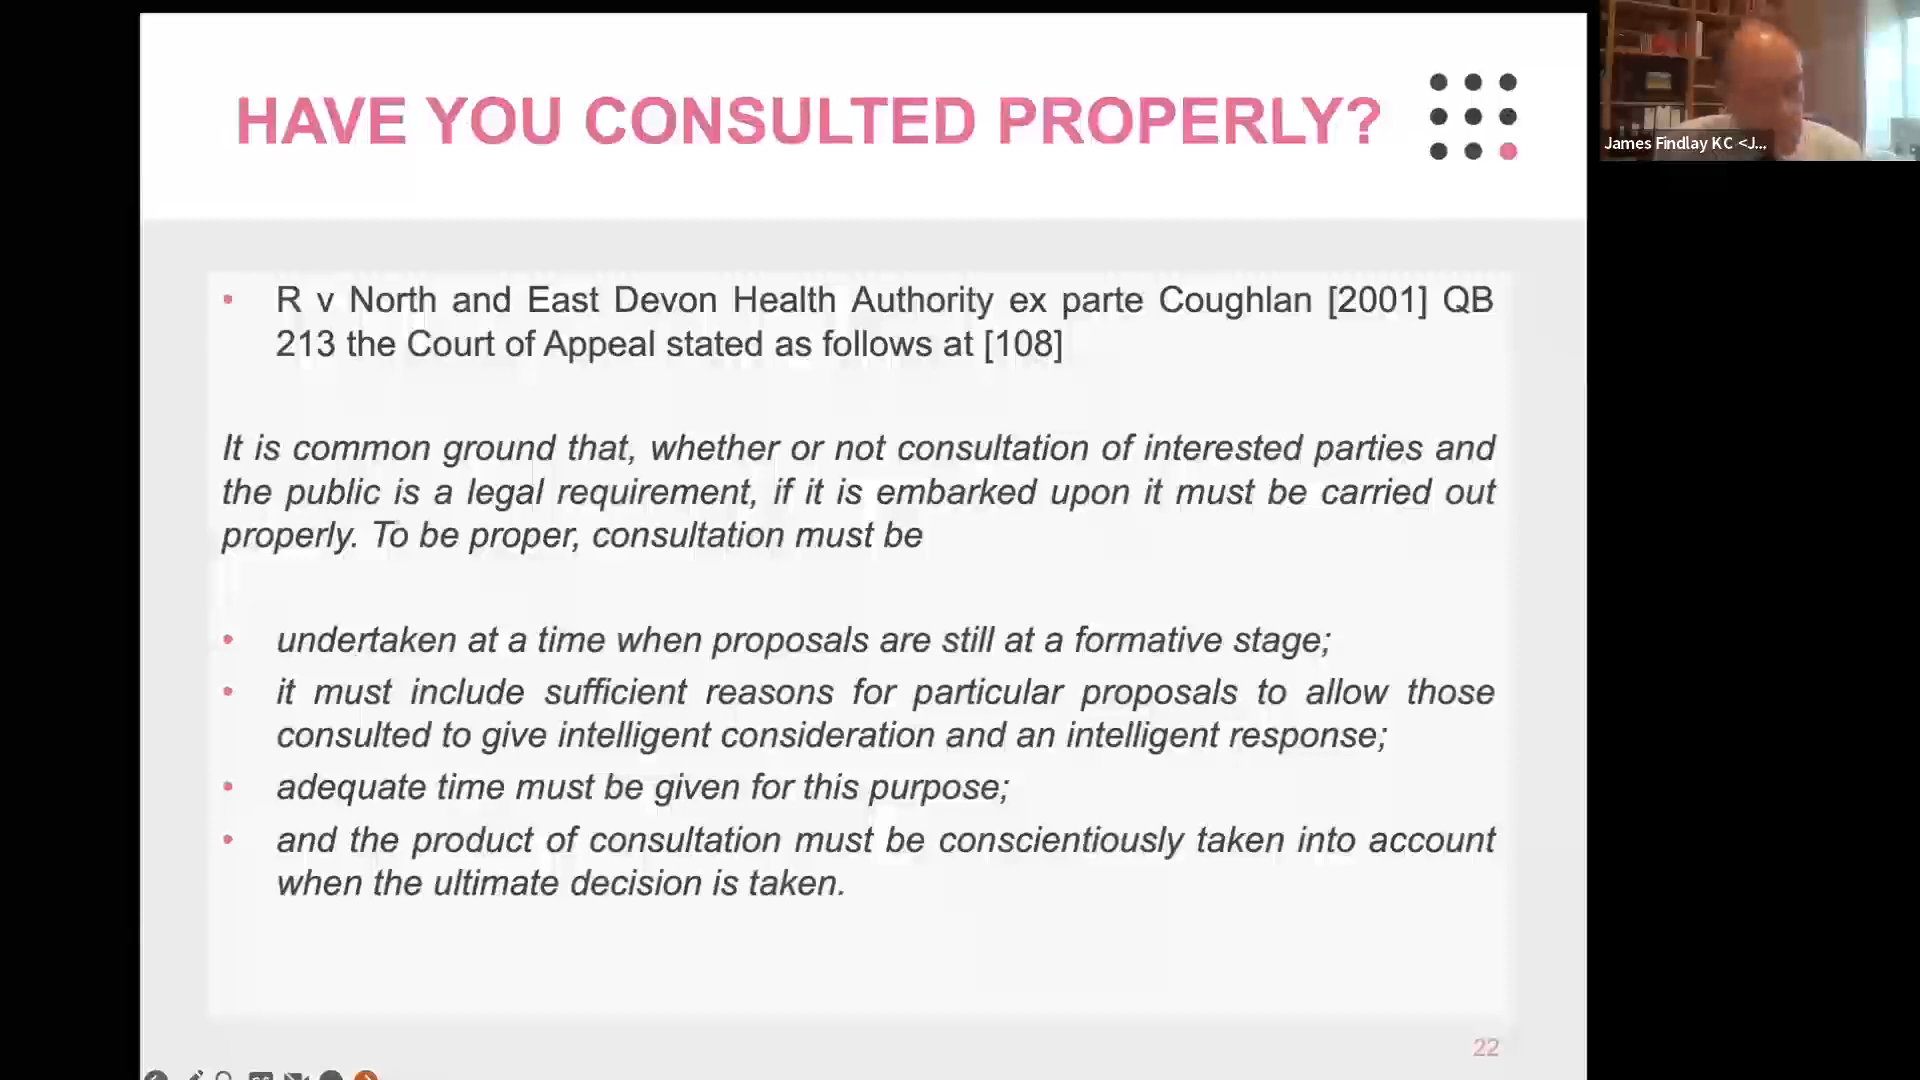 HAVE YOU CONSULTED PROPERLY?
James Findlay KC <J...
• R v North and East Devon Health Authority ex parte Coughlan [2001] QB
213 the Court of Appeal stated as follows at [108]
It is common ground that, whether or not consultation of interested parties and
the public is a legal requirement, if it is embarked upon it must be carried out
properly. To be proper, consultation must be
• undertaken at a time when proposals are still at a formative stage;
• it must include sufficient reasons for particular proposals to allow those
consulted to give intelligent consideration and an intelligent response;
• adequate time must be given for this purpose;
• and the product of consultation must be conscientiously taken into account
when the ultimate decision is taken.
22